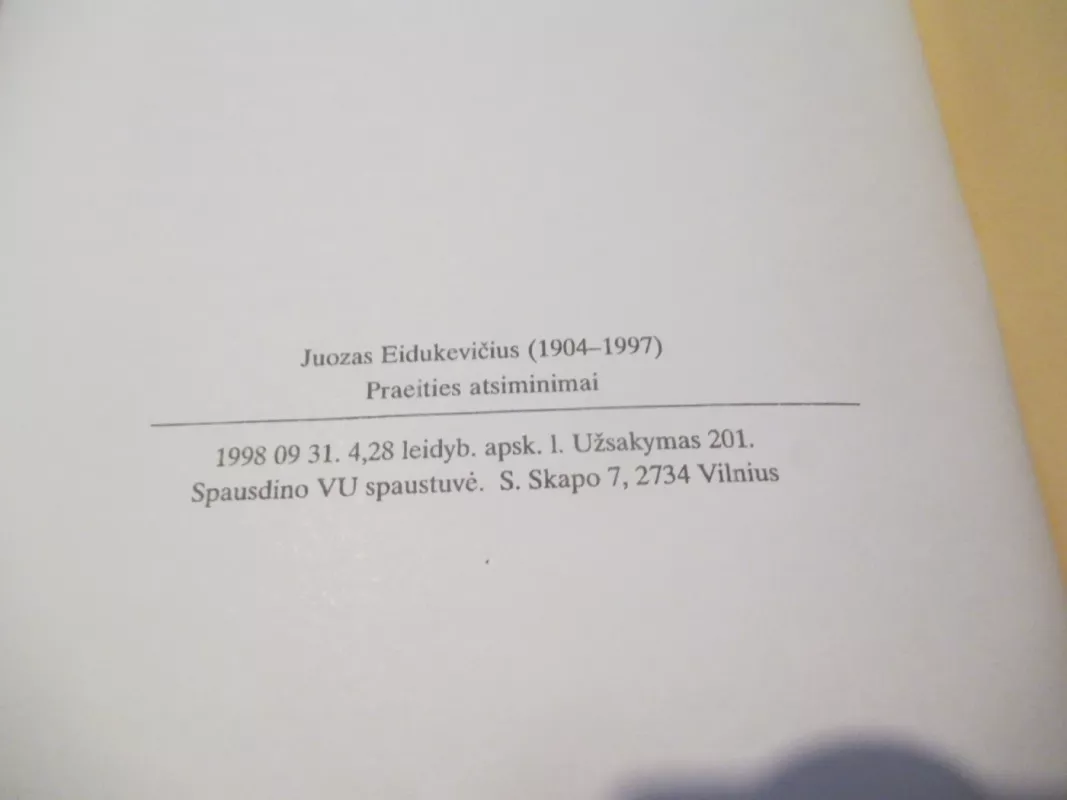 Juozas Eidukevičius (1904–1997)
Praeities atsiminimai
1998 09 31. 4,28 leidyb. apsk. l. Užsakymas 201.
Spausdino VU spaustuvė. S. Skapo 7, 2734 Vilnius